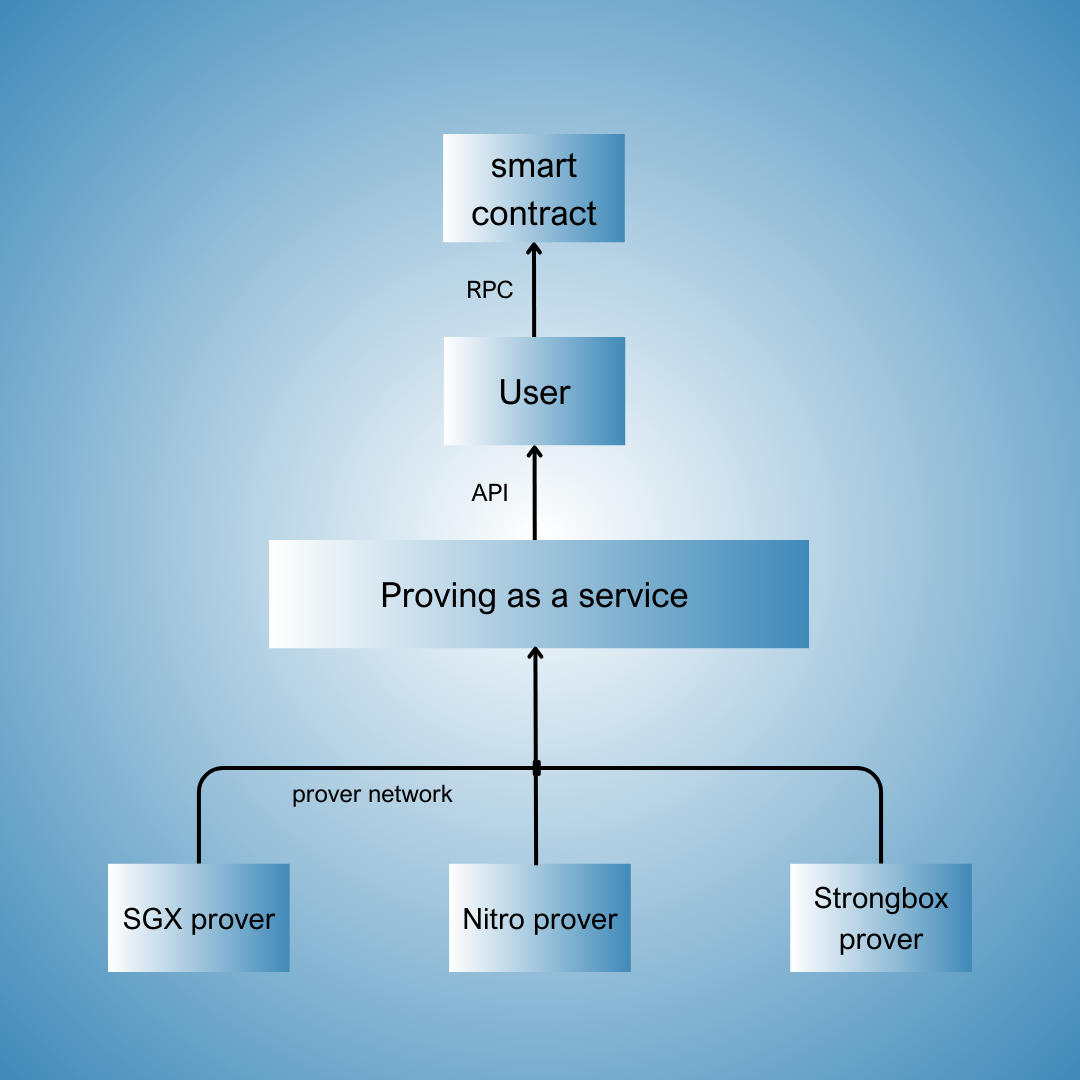 smart
contract
RPC
User
API
Proving as a service
prover network
SGX prover
Nitro prover
Strongbox
prover